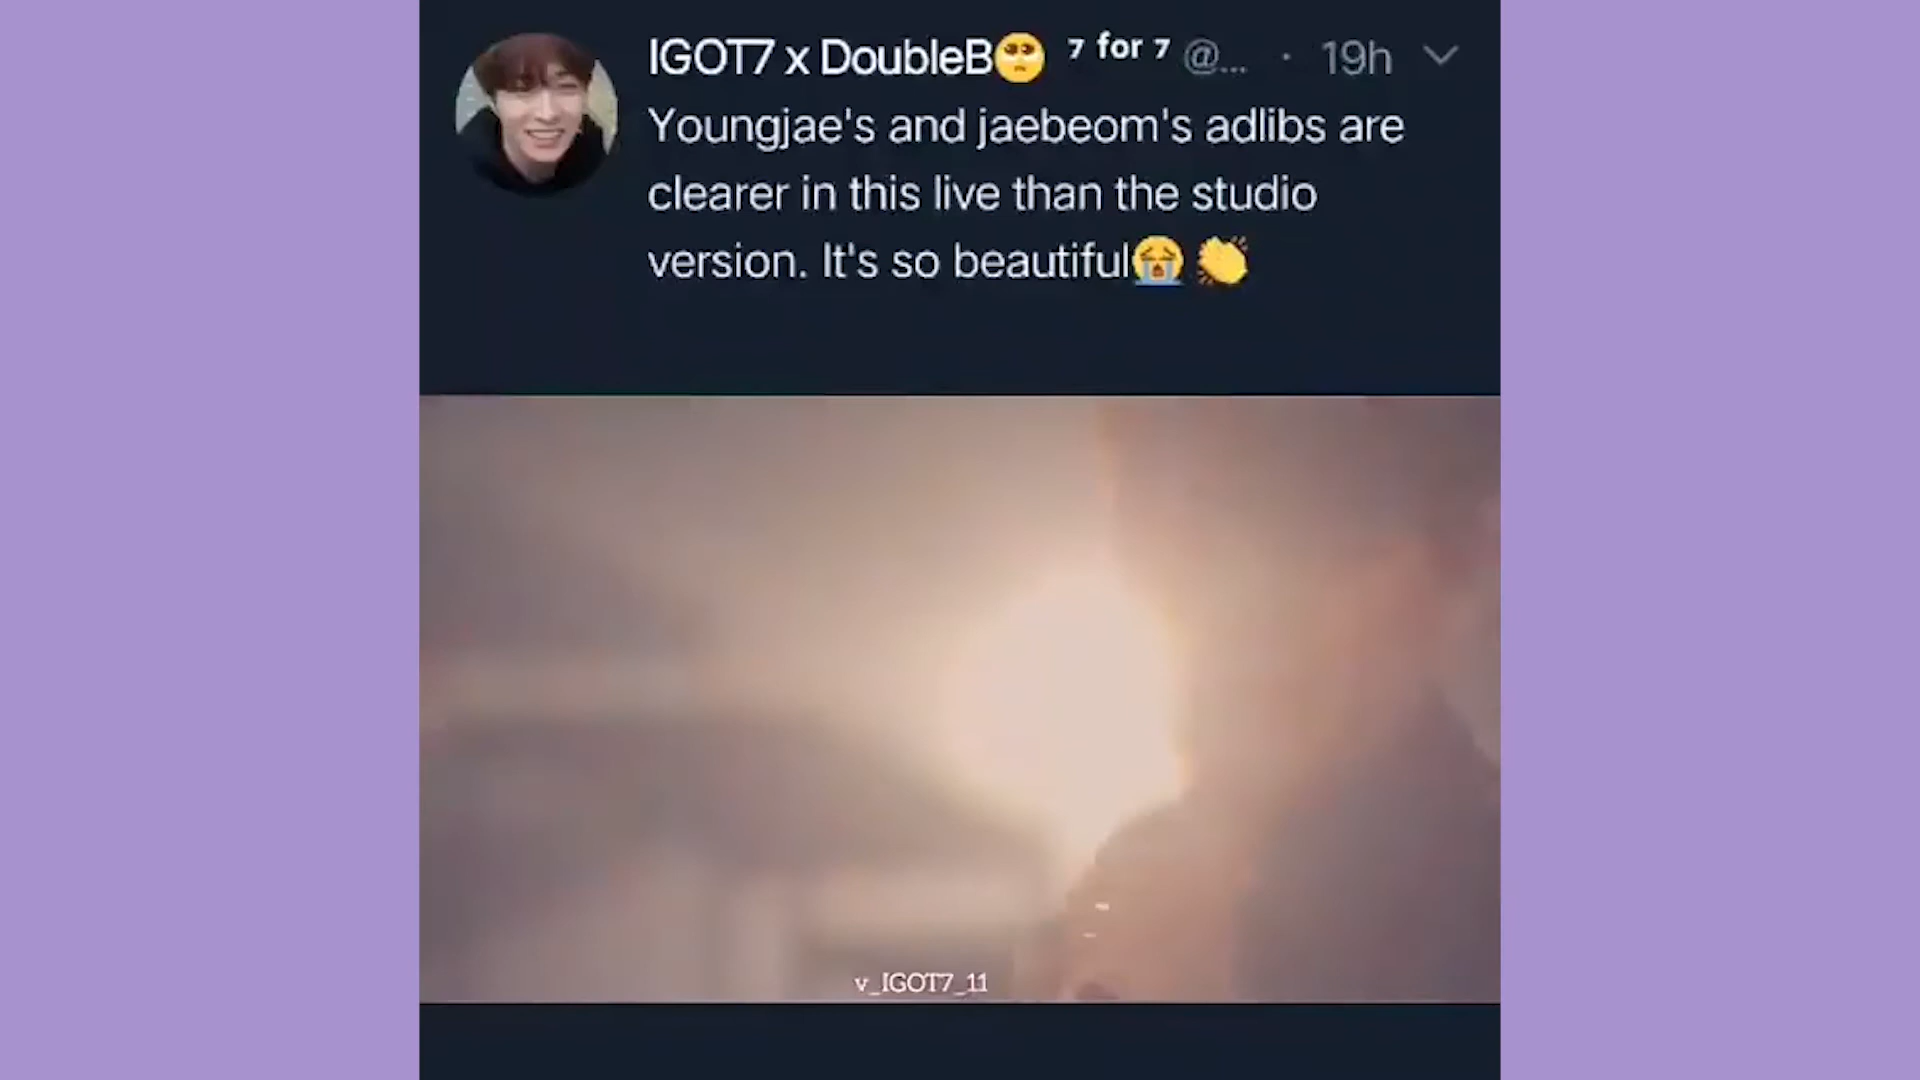 IGOT7 x DoubleB🥺 7 for 7 @... · 19h
Youngjae's and jaebeom's adlibs are
clearer in this live than the studio
version. It's so beautiful😭 👏
v_IGOT7_11